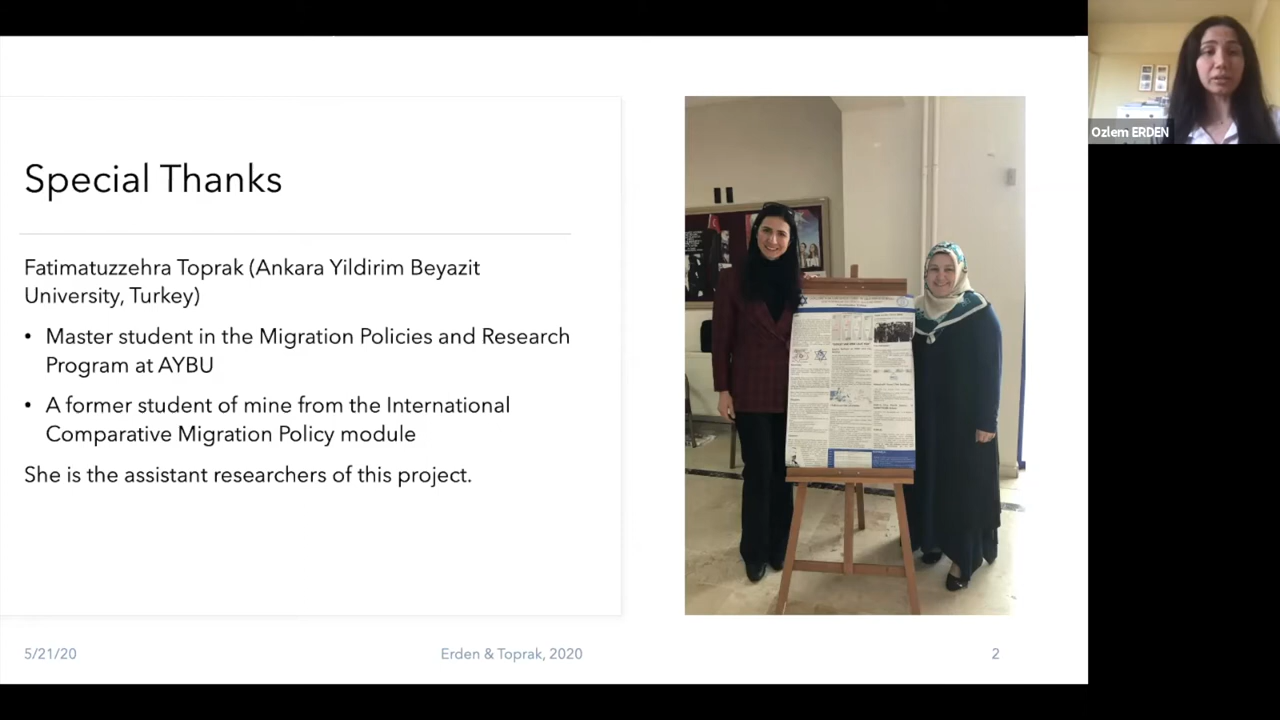 Special Thanks
Fatimatuzzehra Toprak (Ankara Yildirim Beyazit
University, Turkey)
• Master student in the Migration Policies and Research
Program at AYBU
• A former student of mine from the International
Comparative Migration Policy module
She is the assistant researchers of this project.
5/21/20
Erden & Toprak, 2020
2
Ozlem ERDEN